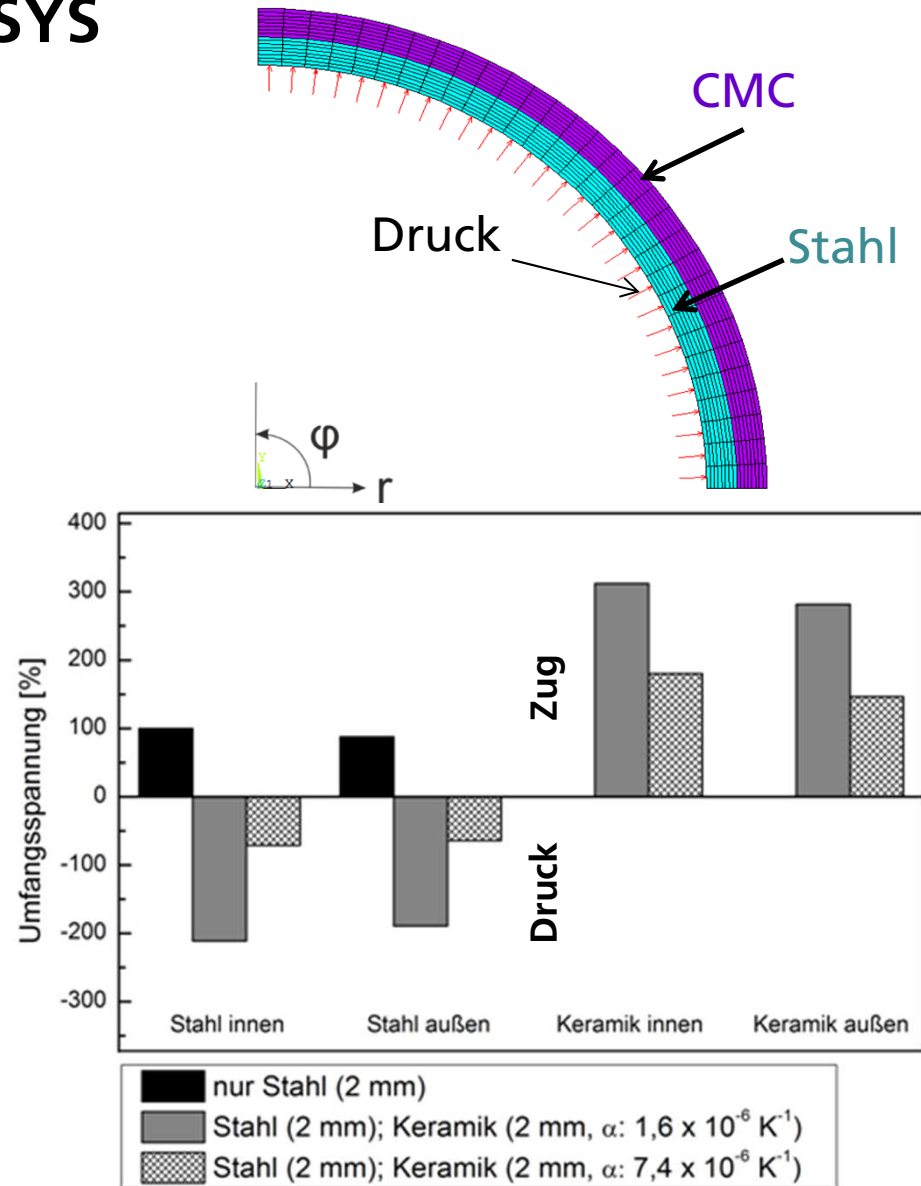 SYS
CMC
Druck
Stahl
φ
Y
Z1 X
r
400
300
200
100
0
-100
-200
-300
Umfangsspannung [%]
Zug
Druck
Stahl innen
Stahl außen
Keramik innen
Keramik außen
nur Stahl (2 mm)
Stahl (2 mm); Keramik (2 mm, α: 1,6 x 10⁻⁶ K⁻¹)
Stahl (2 mm); Keramik (2 mm, α: 7,4 x 10⁻⁶ K⁻¹)